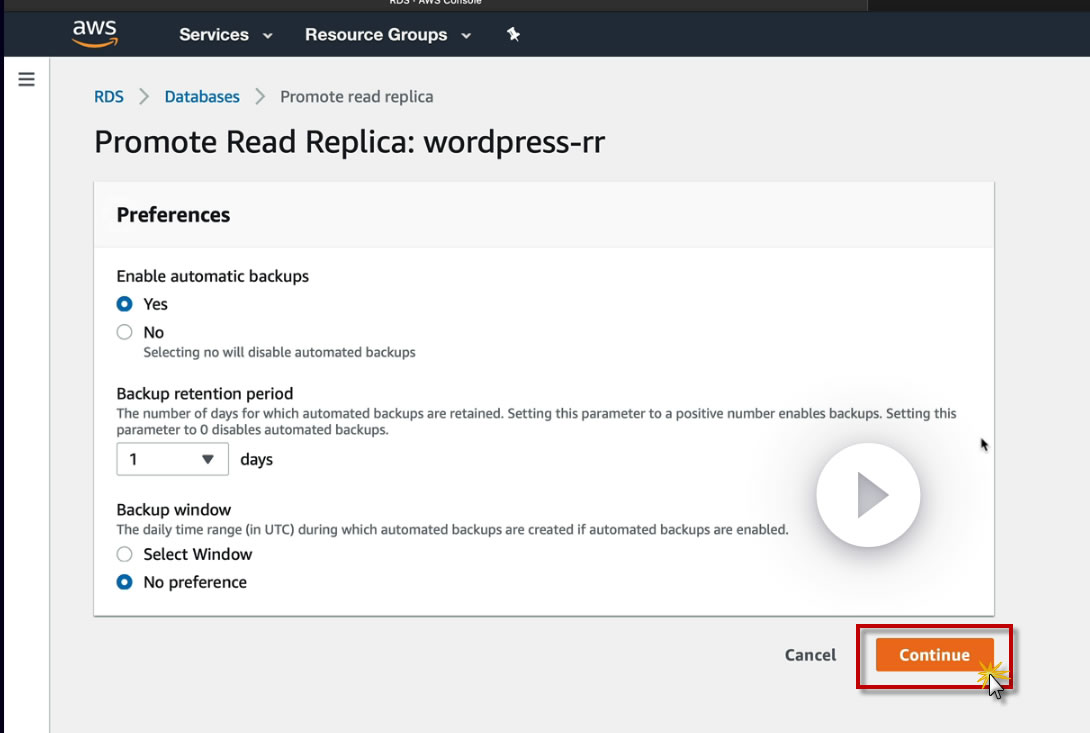 RDS · AWS Console
aws
Services
Resource Groups
RDS
Databases
Promote read replica
Promote Read Replica: wordpress-rr
Preferences
Enable automatic backups
Yes
No
Selecting no will disable automated backups
Backup retention period
The number of days for which automated backups are retained. Setting this parameter to a positive number enables backups. Setting this
parameter to 0 disables automated backups.
1
days
Backup window
The daily time range (in UTC) during which automated backups are created if automated backups are enabled.
Select Window
No preference
Cancel
Continue